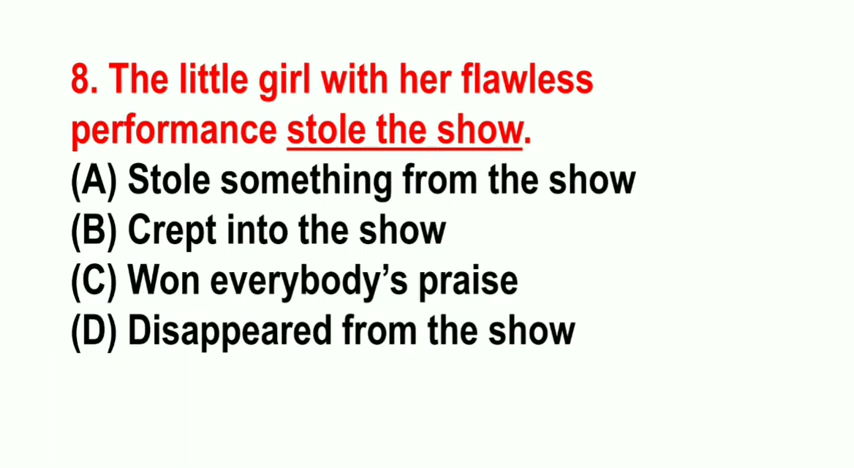 8. The little girl with her flawless
performance stole the show.
(A) Stole something from the show
(B) Crept into the show
(C) Won everybody’s praise
(D) Disappeared from the show